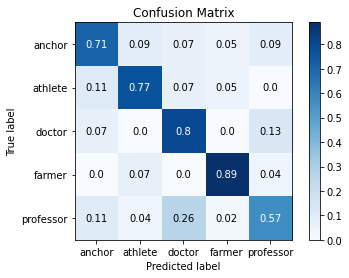 Confusion Matrix
True label
anchor 0.71 0.09 0.07 0.05 0.09
athlete 0.11 0.77 0.07 0.05 0.0
doctor 0.07 0.0 0.8 0.0 0.13
farmer 0.0 0.07 0.0 0.89 0.04
professor 0.11 0.04 0.26 0.02 0.57
anchor athlete doctor farmer professor
Predicted label
0.8
0.7
0.6
0.5
0.4
0.3
0.2
0.1
0.0